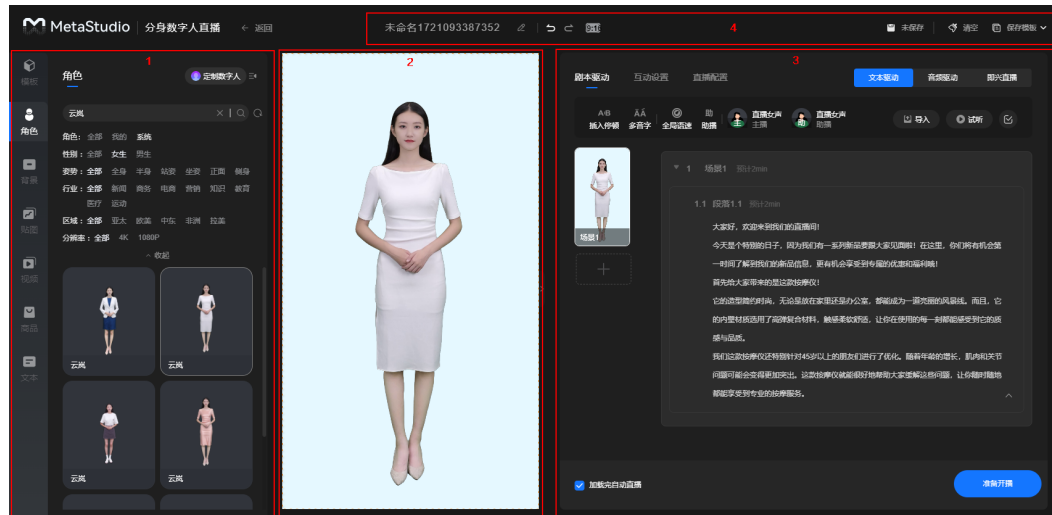 MetaStudio 分身数字人直播 ← 返回
未命名1721093387352
4
未保存 清空 保存模板
模板
角色
背景
贴图
视频
商品
文本
1
角色 定制数字人
云岚
角色: 全部 我的 系统
性别: 全部 女生 男生
姿势: 全部 全身 半身 站姿 坐姿 正面 侧身
行业: 全部 新闻 商务 电商 营销 知识 教育
医疗 运动
区域: 全部 亚太 欧美 中东 非洲 拉美
分辨率: 全部 4K 1080P
收起
云岚
云岚
云岚
云岚
2
3
剧本驱动 互动设置 直播配置
文本驱动 音频驱动 即兴直播
插入停顿 多音字 全局语速 助播
直播女声
主播
直播女声
助播
导入 试听
场景1
1 场景1 预计2min
1.1 段落1.1 预计2min
大家好，欢迎来到我们的直播间!
今天是个特别的日子，因为我们有一系列新品要跟大家见面啦! 在这里，你们将有机会第
一时间了解到我们的新品信息，更有机会享受到专属的优惠和福利哦!
首先给大家带来的是这款按摩仪!
它的造型简约时尚，无论是放在家里还是办公室，都能成为一道亮丽的风景线。而且，它
的内壁材质选用了高弹复合材料，触感柔软舒适，让你在使用的每一刻都能感受到它的质
感与品质。
我们这款按摩仪还特别针对45岁以上的朋友们进行了优化。随着年龄的增长，肌肉和关节
问题可能会变得更加突出。这款按摩仪就能很好地帮助大家缓解这些问题，让你随时随地
都能享受到专业的按摩服务。
加载完自动直播
准备开播